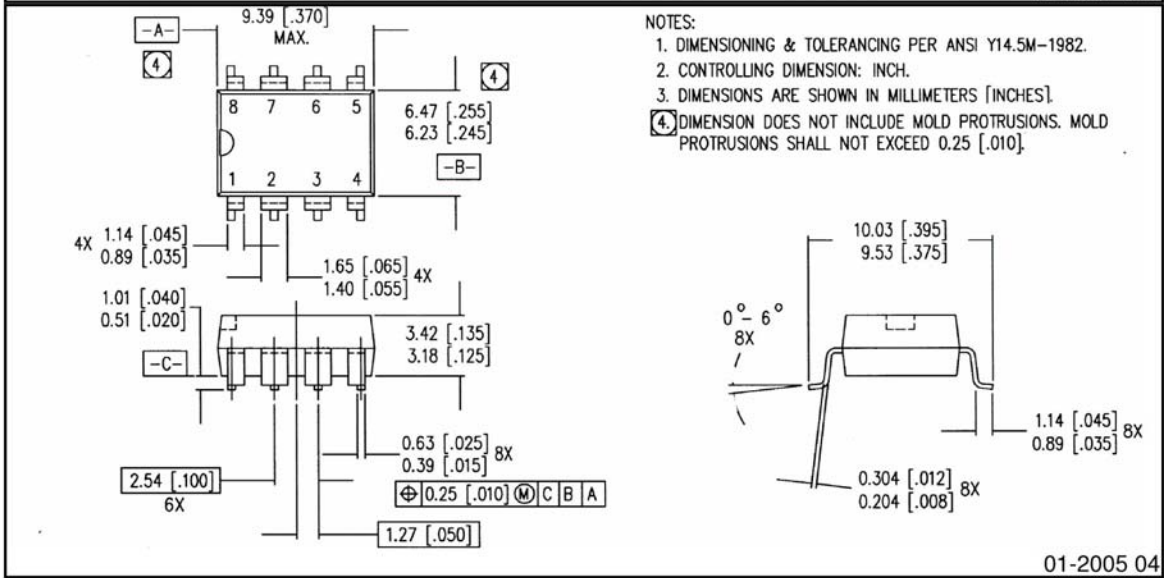 -A-
9.39 [.370]
MAX.
4
4
8 7 6 5
1 2 3 4
6.47 [.255]
6.23 [.245]
-B-
4X 1.14 [.045]
0.89 [.035]
1.65 [.065] 4X
1.40 [.055]
1.01 [.040]
0.51 [.020]
3.42 [.135]
3.18 [.125]
-C-
0.63 [.025] 8X
0.39 [.015]
2.54 [.100]
6X
⌖ 0.25 [.010] Ⓜ C B A
1.27 [.050]
NOTES:
1. DIMENSIONING & TOLERANCING PER ANSI Y14.5M-1982.
2. CONTROLLING DIMENSION: INCH.
3. DIMENSIONS ARE SHOWN IN MILLIMETERS [INCHES].
4. DIMENSION DOES NOT INCLUDE MOLD PROTRUSIONS. MOLD
PROTRUSIONS SHALL NOT EXCEED 0.25 [.010].
10.03 [.395]
9.53 [.375]
0°- 6°
8X
1.14 [.045] 8X
0.89 [.035]
0.304 [.012] 8X
0.204 [.008]
01-2005 04